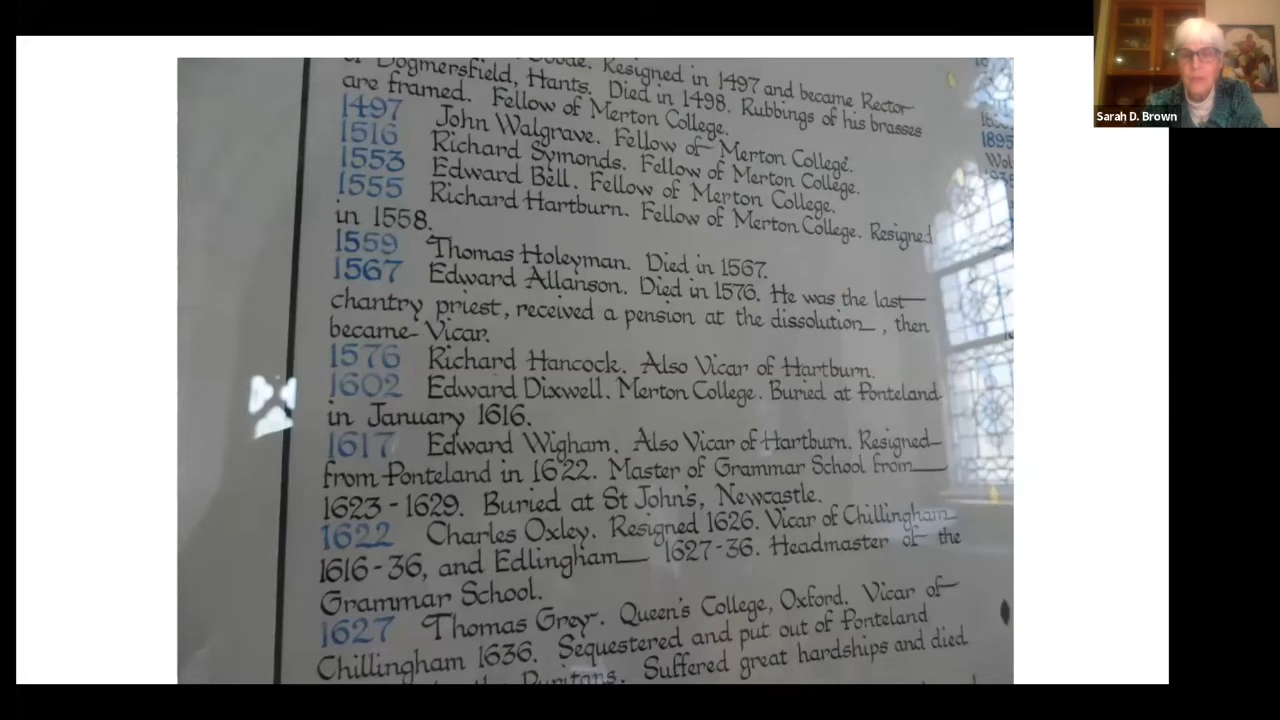 Resigned in 1497 and became Rector
of Dogmersfield, Hants. Died in 1498. Rubbings of his brasses
are framed. Fellow of Merton College.
1497 John Walgrave. Fellow of Merton College.
1516 Richard Symonds. Fellow of Merton College.
1553 Edward Bell. Fellow of Merton College.
1555 Richard Hartburn. Fellow of Merton College. Resigned
in 1558.
1559 Thomas Holeyman. Died in 1567.
1567 Edward Allanson. Died in 1576. He was the last
chantry priest, received a pension at the dissolution, then
became Vicar.
1576 Richard Hancock. Also Vicar of Hartburn.
1602 Edward Dixwell. Merton College. Buried at Ponteland
in January 1616.
1617 Edward Wigham. Also Vicar of Hartburn. Resigned
from Ponteland in 1622. Master of Grammar School from
1623-1629. Buried at St John's, Newcastle.
1622 Charles Oxley. Resigned 1626. Vicar of Chillingham
1616-36, and Edlingham 1627-36. Headmaster of the
Grammar School.
1627 Thomas Grey. Queen's College, Oxford. Vicar of
Chillingham 1636. Sequestered and put out of Ponteland
Puritans. Suffered great hardships and died
1895
Sarah D. Brown